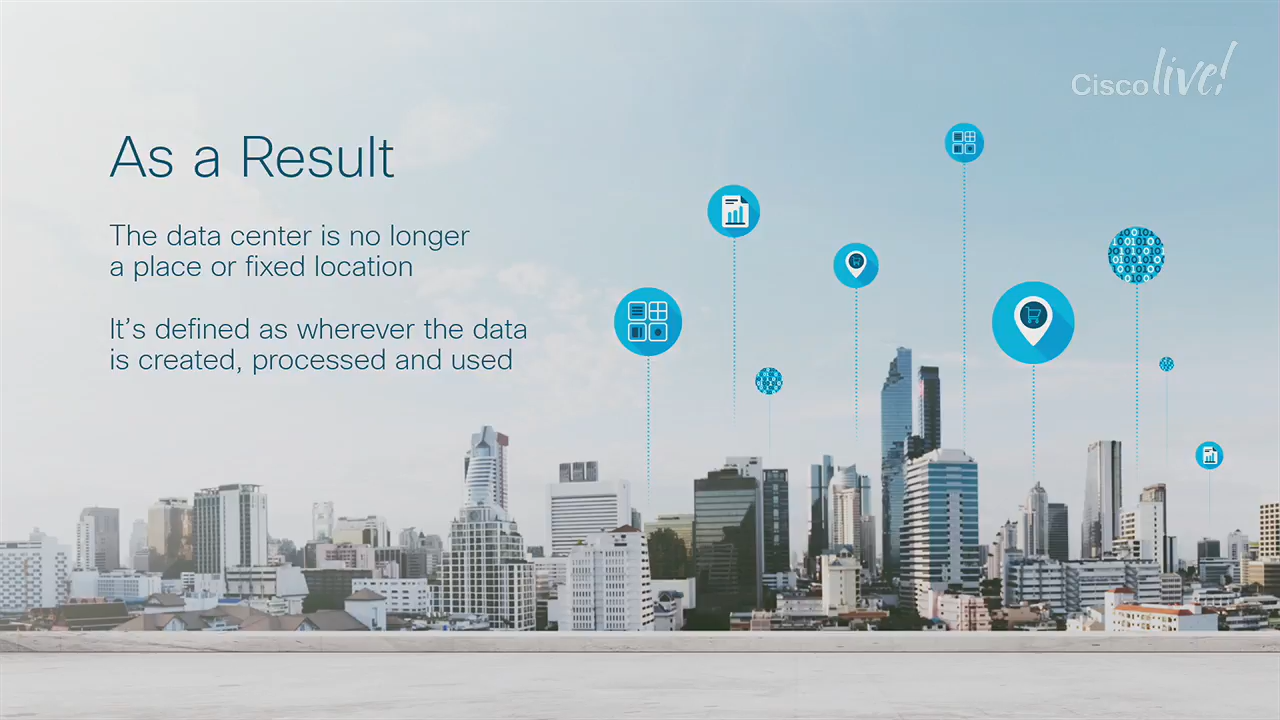 Cisco live!
As a Result
The data center is no longer
a place or fixed location
It’s defined as wherever the data
is created, processed and used